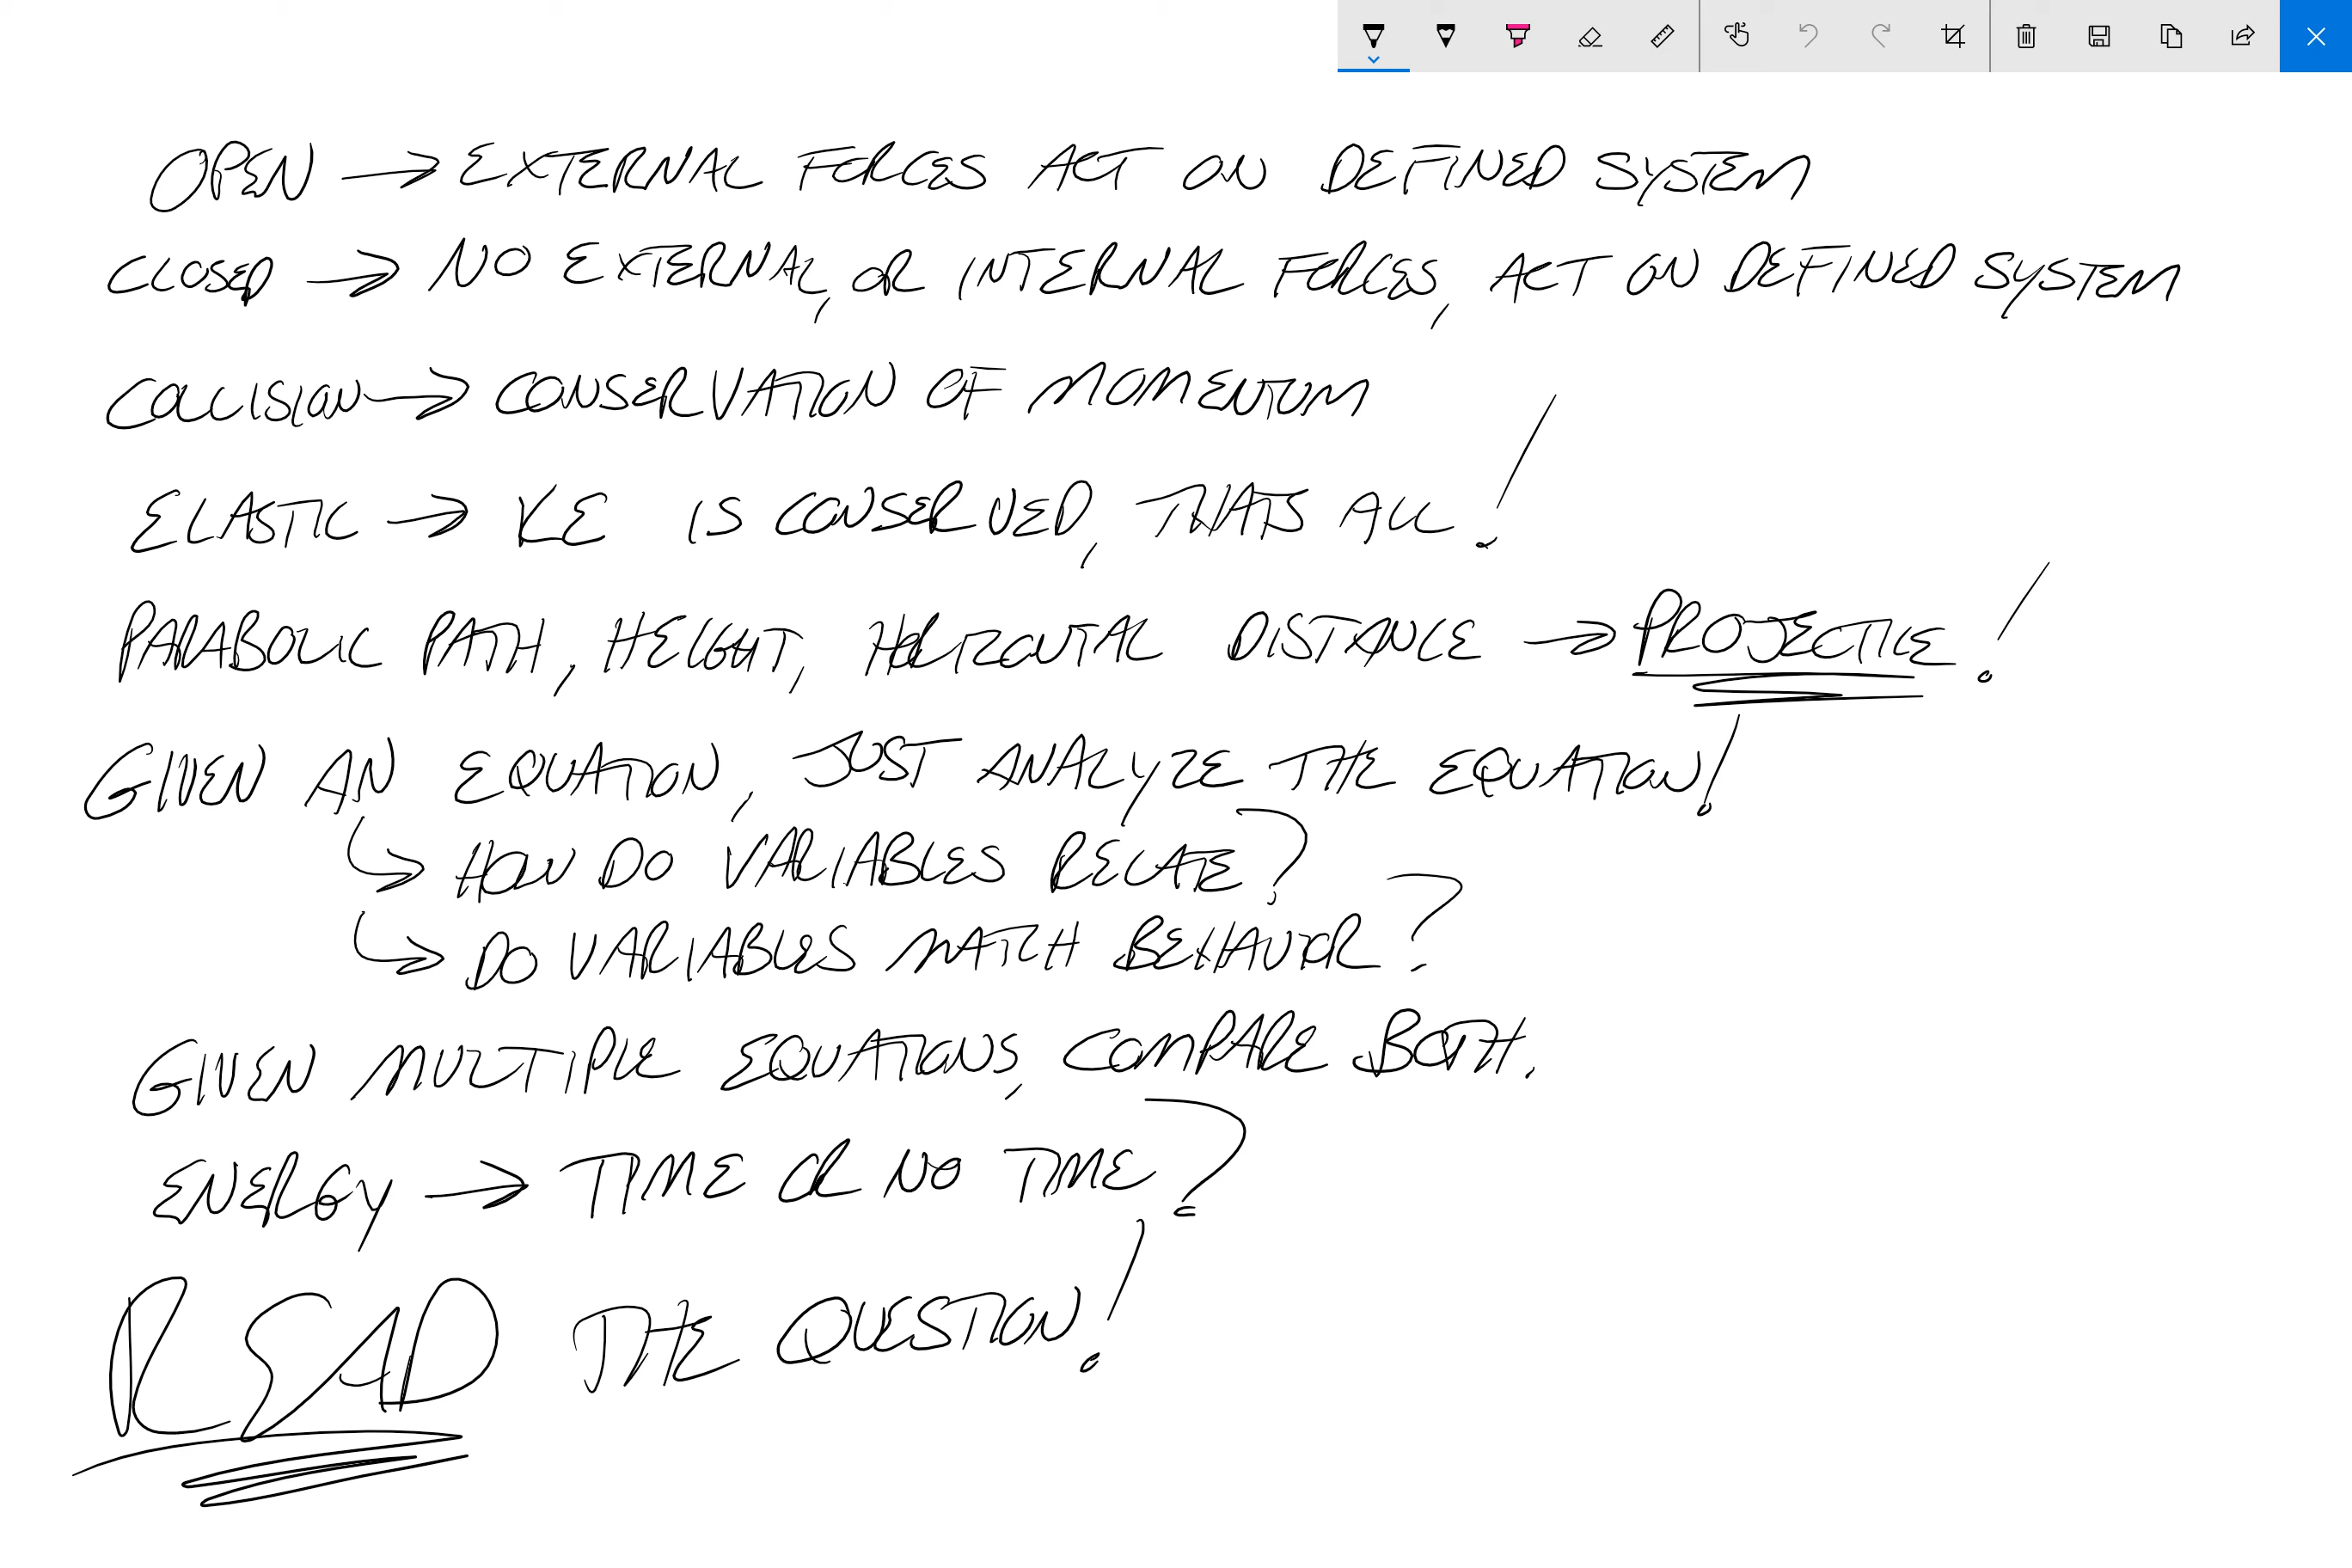 OPEN → EXTERNAL FORCES ACT ON DEFINED SYSTEM
CLOSED → NO EXTERNAL, OR INTERNAL FORCES, ACT ON DEFINED SYSTEM
COLLISION → CONSERVATION OF MOMENTUM
ELASTIC → KE IS CONSERVED, THATS ALL!
PARABOLIC PATH, HEIGHT, HORIZONTAL DISTANCE → PROJECTILE!
GIVEN AN EQUATION, JUST ANALYZE THE EQUATION!
↳ HOW DO VARIABLES RELATE?
↳ DO VARIABLES MATCH BEHAVIOR?
GIVEN MULTIPLE EQUATIONS, COMPARE BOTH.
ENERGY → TIME OR NO TIME?
READ THE QUESTION!